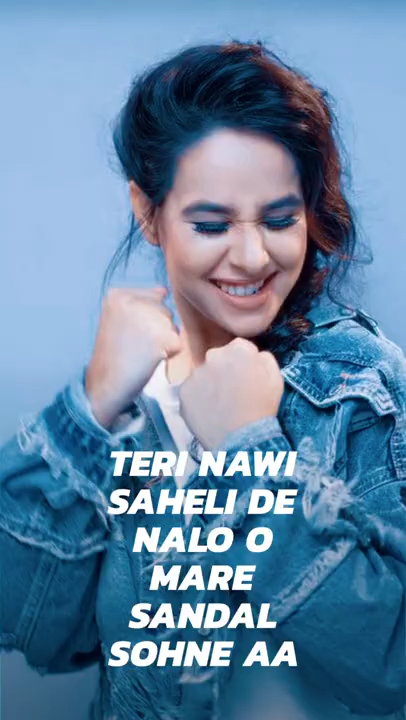 TERI NAWI
SAHELI DE
NALO O
MARE
SANDAL
SOHNE AA